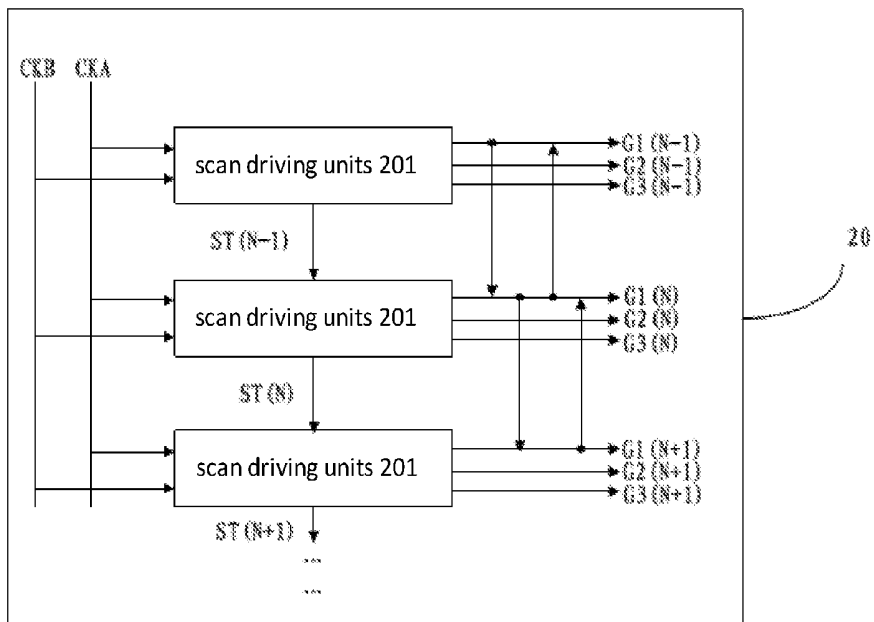 CKB CKA
scan driving units 201
G1(N-1)
G2(N-1)
G3(N-1)
ST(N-1)
20
scan driving units 201
G1(N)
G2(N)
G3(N)
ST(N)
scan driving units 201
G1(N+1)
G2(N+1)
G3(N+1)
ST(N+1)
...
...